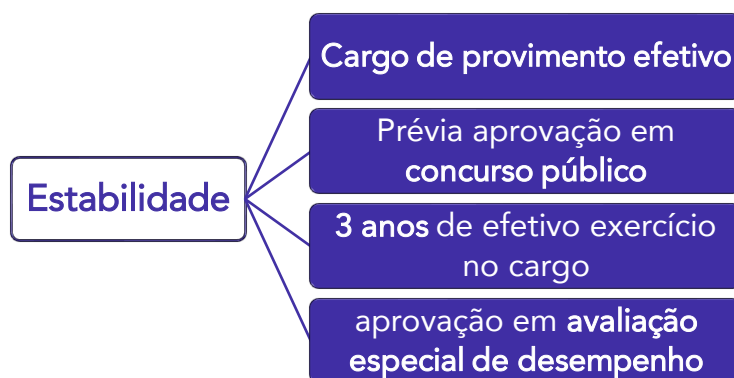 Cargo de provimento efetivo
Prévia aprovação em
concurso público
Estabilidade
3 anos de efetivo exercício
no cargo
aprovação em avaliação
especial de desempenho